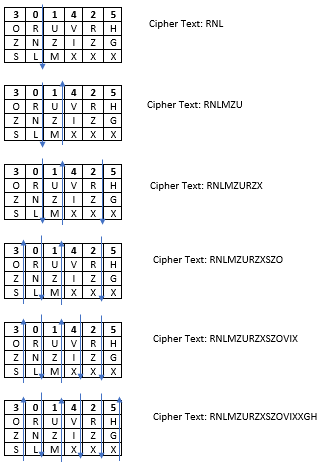 3 0 1 4 2 5
O R U V R H
Z N Z I Z G
S L M X X X
Cipher Text: RNL
3 0 1 4 2 5
O R U V R H
Z N Z I Z G
S L M X X X
Cipher Text: RNLMZU
3 0 1 4 2 5
O R U V R H
Z N Z I Z G
S L M X X X
Cipher Text: RNLMZURZX
3 0 1 4 2 5
O R U V R H
Z N Z I Z G
S L M X X X
Cipher Text: RNLMZURZXSZO
3 0 1 4 2 5
O R U V R H
Z N Z I Z G
S L M X X X
Cipher Text: RNLMZURZXSZOVIX
3 0 1 4 2 5
O R U V R H
Z N Z I Z G
S L M X X X
Cipher Text: RNLMZURZXSZOVIXXGH